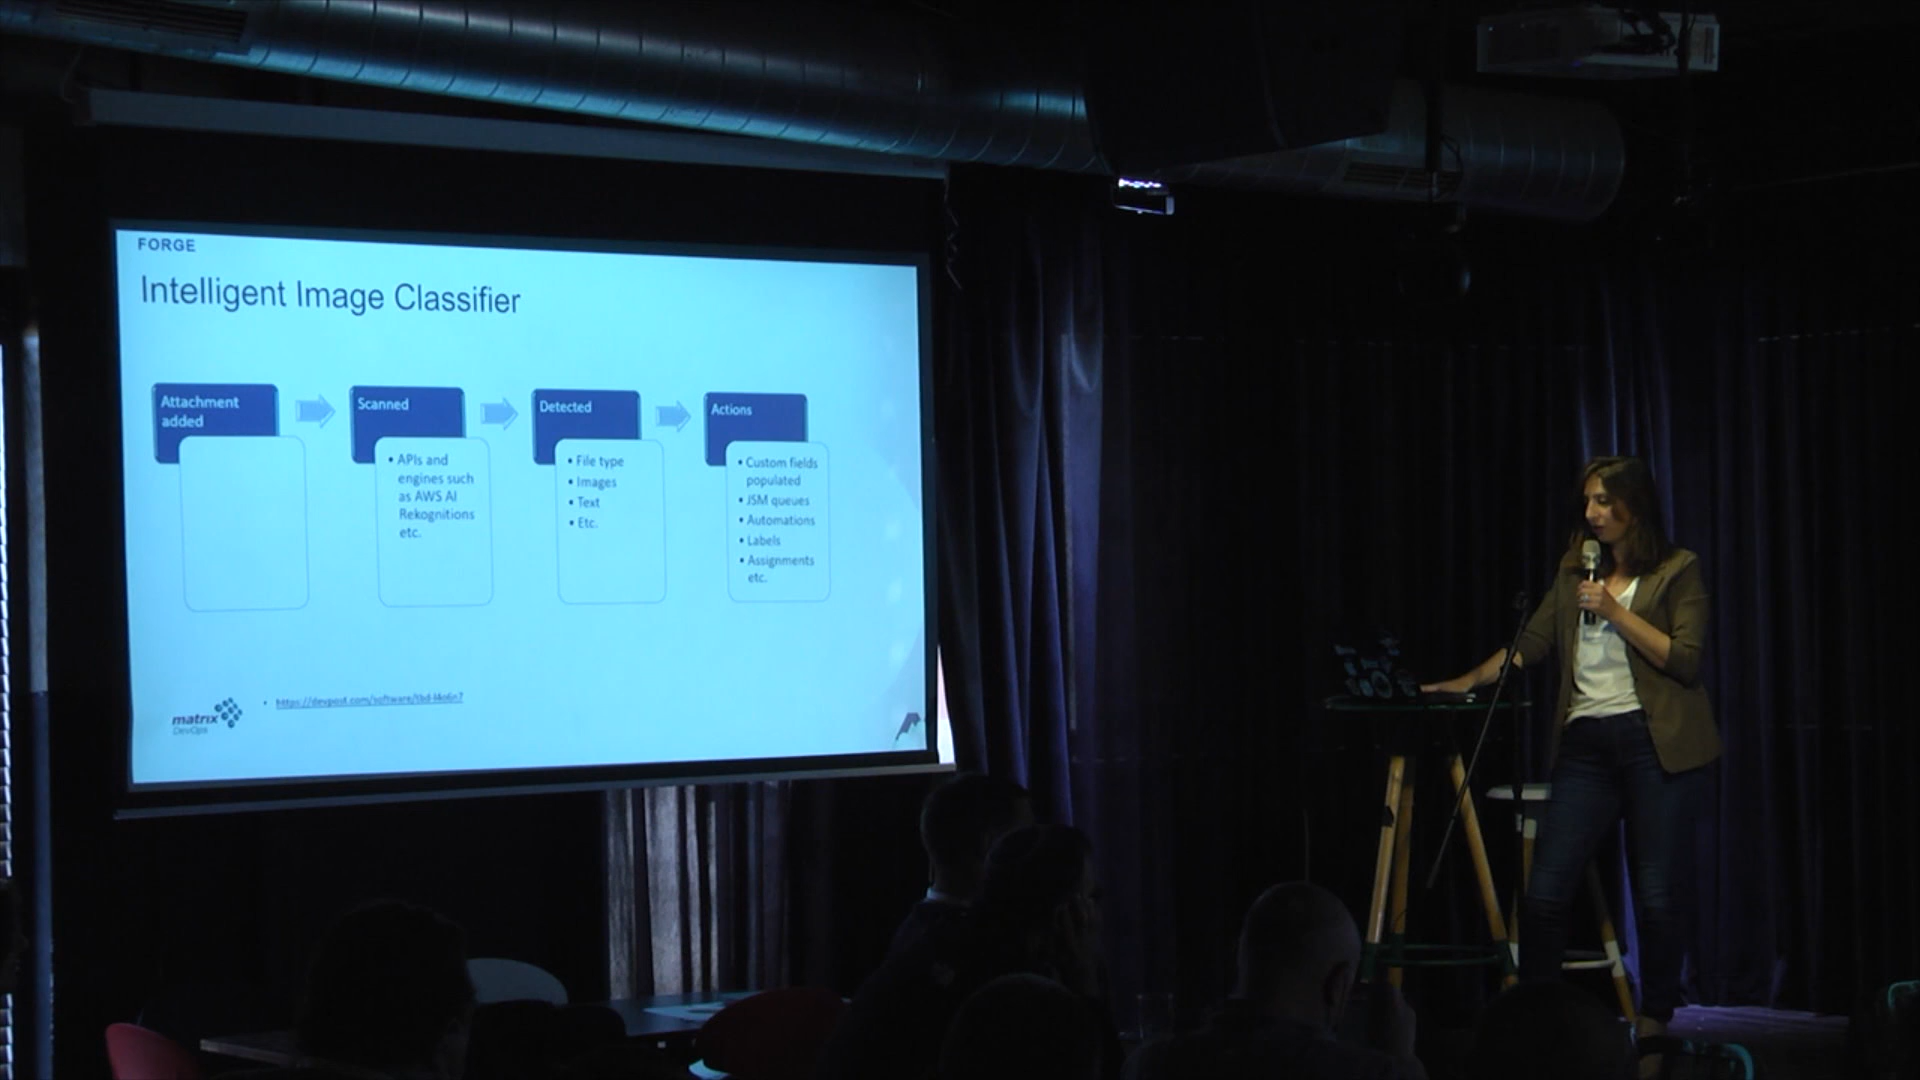 FORGE
Intelligent Image Classifier
Attachment
added
Scanned
• APIs and
engines such
as AWS AI
Rekognitions
etc.
Detected
• File type
• Images
• Text
• Etc.
Actions
• Custom fields
populated
• JSM queues
• Automations
• Labels
• Assignments
etc.
matrix
DevOps